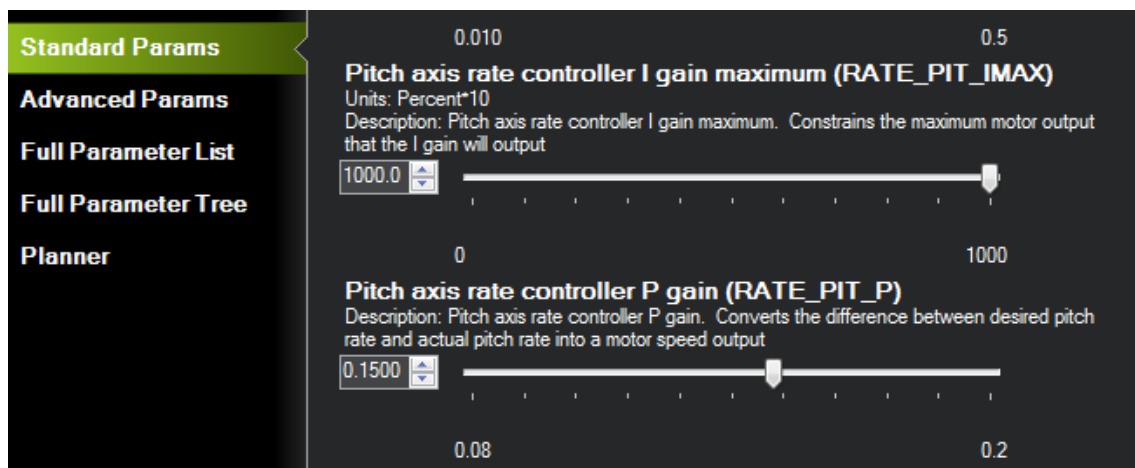 Standard Params
Advanced Params
Full Parameter List
Full Parameter Tree
Planner
0.010 0.5
Pitch axis rate controller I gain maximum (RATE_PIT_IMAX)
Units: Percent*10
Description: Pitch axis rate controller I gain maximum. Constrains the maximum motor output
that the I gain will output
1000.0
0 1000
Pitch axis rate controller P gain (RATE_PIT_P)
Description: Pitch axis rate controller P gain. Converts the difference between desired pitch
rate and actual pitch rate into a motor speed output
0.1500
0.08 0.2